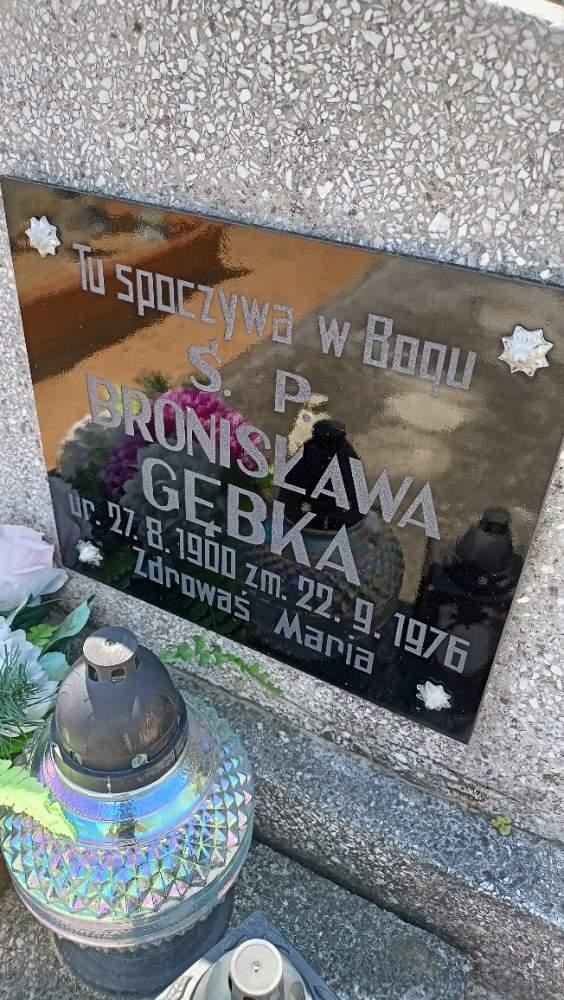 Tu spoczywa w Bogu
Ś. P.
BRONISŁAWA
GĘBKA
ur. 27. 8. 1900 zm. 22. 9. 1976
Zdrowaś Maria